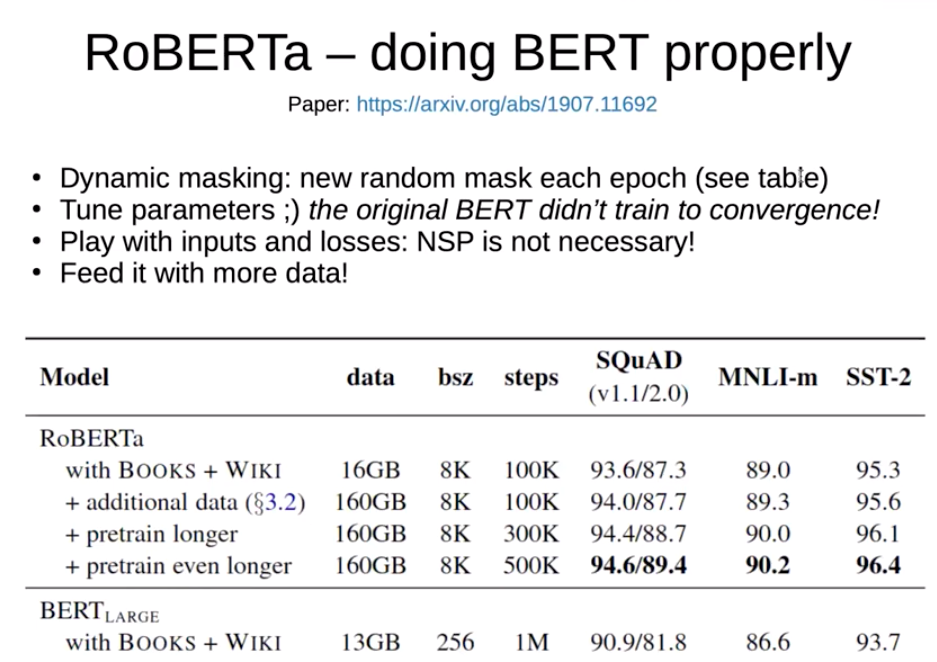 RoBERTa – doing BERT properly
Paper: https://arxiv.org/abs/1907.11692
• Dynamic masking: new random mask each epoch (see table)
• Tune parameters ;) the original BERT didn't train to convergence!
• Play with inputs and losses: NSP is not necessary!
• Feed it with more data!
Model data bsz steps SQuAD (v1.1/2.0) MNLI-m SST-2
RoBERTa
with BOOKS + WIKI 16GB 8K 100K 93.6/87.3 89.0 95.3
+ additional data (§3.2) 160GB 8K 100K 94.0/87.7 89.3 95.6
+ pretrain longer 160GB 8K 300K 94.4/88.7 90.0 96.1
+ pretrain even longer 160GB 8K 500K 94.6/89.4 90.2 96.4
BERTLARGE
with BOOKS + WIKI 13GB 256 1M 90.9/81.8 86.6 93.7